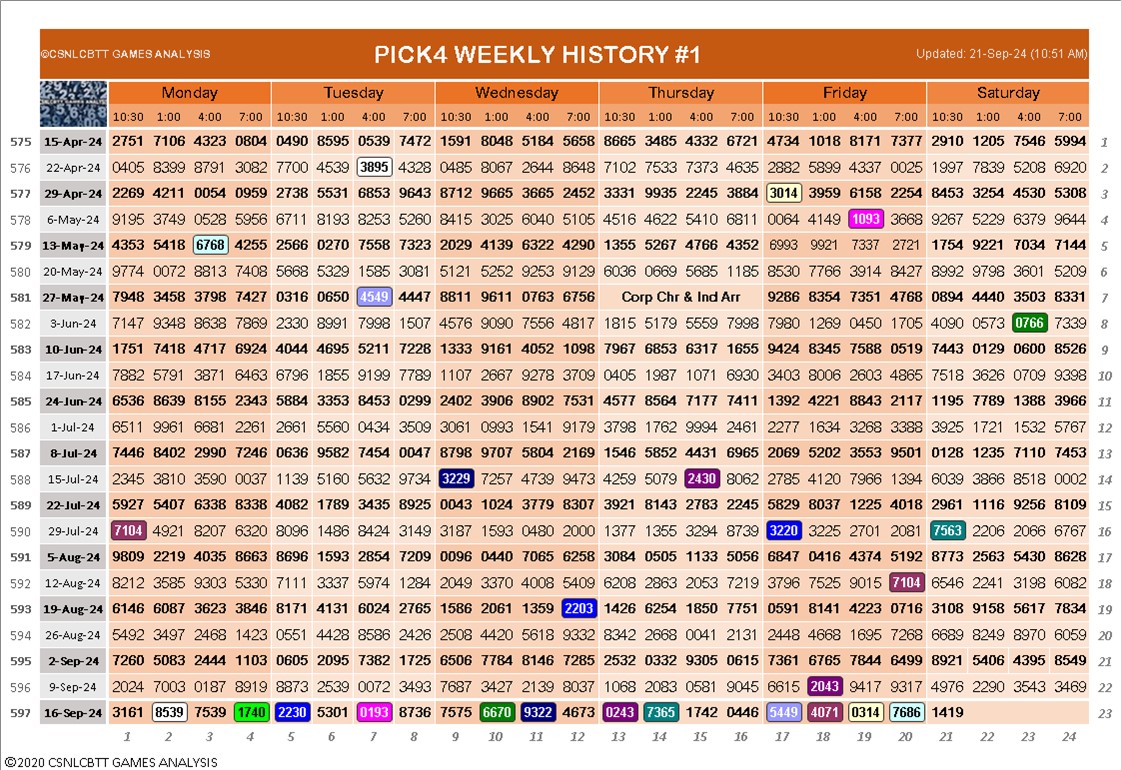 ©CSNLCBTT GAMES ANALYSIS PICK4 WEEKLY HISTORY #1 Updated: 21-Sep-24 (10:51 AM)
Monday Tuesday Wednesday Thursday Friday Saturday
10:30 1:00 4:00 7:00 10:30 1:00 4:00 7:00 10:30 1:00 4:00 7:00 10:30 1:00 4:00 7:00 10:30 1:00 4:00 7:00 10:30 1:00 4:00 7:00
575 15-Apr-24 2751 7106 4323 0804 0490 8595 0539 7472 1591 8048 5184 5658 8665 3485 4332 6721 4734 1018 8171 7377 2910 1205 7546 5994 1
576 22-Apr-24 0405 8399 8791 3082 7700 4539 3895 4328 0485 8067 2644 8648 7102 7533 7373 4635 2882 5899 4337 0025 1997 7839 5208 6920 2
577 29-Apr-24 2269 4211 0054 0959 2738 5531 6853 9643 8712 9665 3665 2452 3331 9935 2245 3884 3014 3959 6158 2254 8453 3254 4530 5308 3
578 6-May-24 9195 3749 0528 5956 6711 8193 8253 5260 8415 3025 6040 5105 4516 4622 5410 6811 0064 4149 1093 3668 9267 5229 6379 9644 4
579 13-May-24 4353 5418 6768 4255 2566 0270 7558 7323 2029 4139 6322 4290 1355 5267 4766 4352 6993 9921 7337 2721 1754 9221 7034 7144 5
580 20-May-24 9774 0072 8813 7408 5668 5329 1585 3081 5121 5252 9253 9129 6036 0669 5685 1185 8530 7766 3914 8427 8992 9798 3601 5209 6
581 27-May-24 7948 3458 3798 7427 0316 0650 4549 4447 8811 9611 0763 6756 Corp Chr & Ind Arr 9286 8354 7351 4768 0894 4440 3503 8331 7
582 3-Jun-24 7147 9348 8638 7869 2330 8991 7998 1507 4576 9090 7556 4817 1815 5179 5559 7998 7980 1269 0450 1705 4090 0573 0766 7339 8
583 10-Jun-24 1751 7418 4717 6924 4044 4695 5211 7228 1333 9161 4052 1098 7967 6853 6317 1655 9424 8345 7588 0519 7443 0129 0600 8526 9
584 17-Jun-24 7882 5791 3871 6463 6796 1855 9199 7789 1107 2667 9278 3709 0405 1987 1071 6930 3403 8006 2603 4865 7518 3626 0709 9398 10
585 24-Jun-24 6536 8639 8155 2343 5884 3353 8453 0299 2402 3906 8902 7531 4577 8564 7177 7411 1392 4221 8843 2117 1195 7789 1388 3966 11
586 1-Jul-24 6511 9961 6681 2261 2661 5560 0434 3509 3061 0993 1541 9179 3798 1762 9994 2461 2277 1634 3268 3388 3925 1721 1532 5767 12
587 8-Jul-24 7446 8402 2990 7246 0636 9582 7454 0047 8798 9707 5804 2169 1546 5852 4431 6965 2069 5202 3553 9501 0128 1235 7110 7453 13
588 15-Jul-24 2345 3810 3590 0037 1139 5160 5632 9734 3229 7257 4739 9473 4259 5079 2430 8062 2785 4120 7966 1394 6039 3866 8518 0002 14
589 22-Jul-24 5927 5407 6338 8338 4082 1789 3435 8925 0043 1024 3779 8307 3921 8143 2783 2245 5829 8037 1225 4018 2961 1116 9256 8109 15
590 29-Jul-24 7104 4921 8207 6320 8096 1486 8424 3149 3187 1593 0480 2000 1377 1355 3294 8739 3220 3225 2701 2081 7563 2206 2066 6767 16
591 5-Aug-24 9809 2219 4035 8663 8696 1593 2854 7209 0096 0440 7065 6258 3084 0505 1133 5056 6847 0416 4374 5192 8773 2563 5430 8628 17
592 12-Aug-24 8212 3585 9303 5330 7111 3337 5974 1284 2049 3370 4008 5409 6208 2863 2053 7219 3796 7525 9015 7104 6546 2241 3198 6082 18
593 19-Aug-24 6146 6087 3623 3846 8171 4131 6024 2765 1586 2061 1359 2203 1426 6254 1850 7751 0591 8141 4223 0716 3108 9158 5617 7834 19
594 26-Aug-24 5492 3497 2468 1423 0551 4428 8586 2426 2508 4420 5618 9332 8342 2668 0041 2131 2448 4668 1695 7268 6689 8249 8970 6059 20
595 2-Sep-24 7260 5083 2444 1103 0605 2095 7382 1725 6506 7784 8146 7285 2532 0332 9305 0615 7361 6765 7844 6499 8921 5406 4395 8549 21
596 9-Sep-24 2024 7003 0187 8919 8873 2539 0072 3493 7687 3427 2139 8037 1068 2083 0581 9045 6615 2043 9417 9317 4976 2290 3543 3469 22
597 16-Sep-24 3161 8539 7539 1740 2230 5301 0193 8736 7575 6670 9322 4673 0243 7365 1742 0446 5449 4071 0314 7686 1419 23
1 2 3 4 5 6 7 8 9 10 11 12 13 14 15 16 17 18 19 20 21 22 23 24
©2020 CSNLCBTT GAMES ANALYSIS